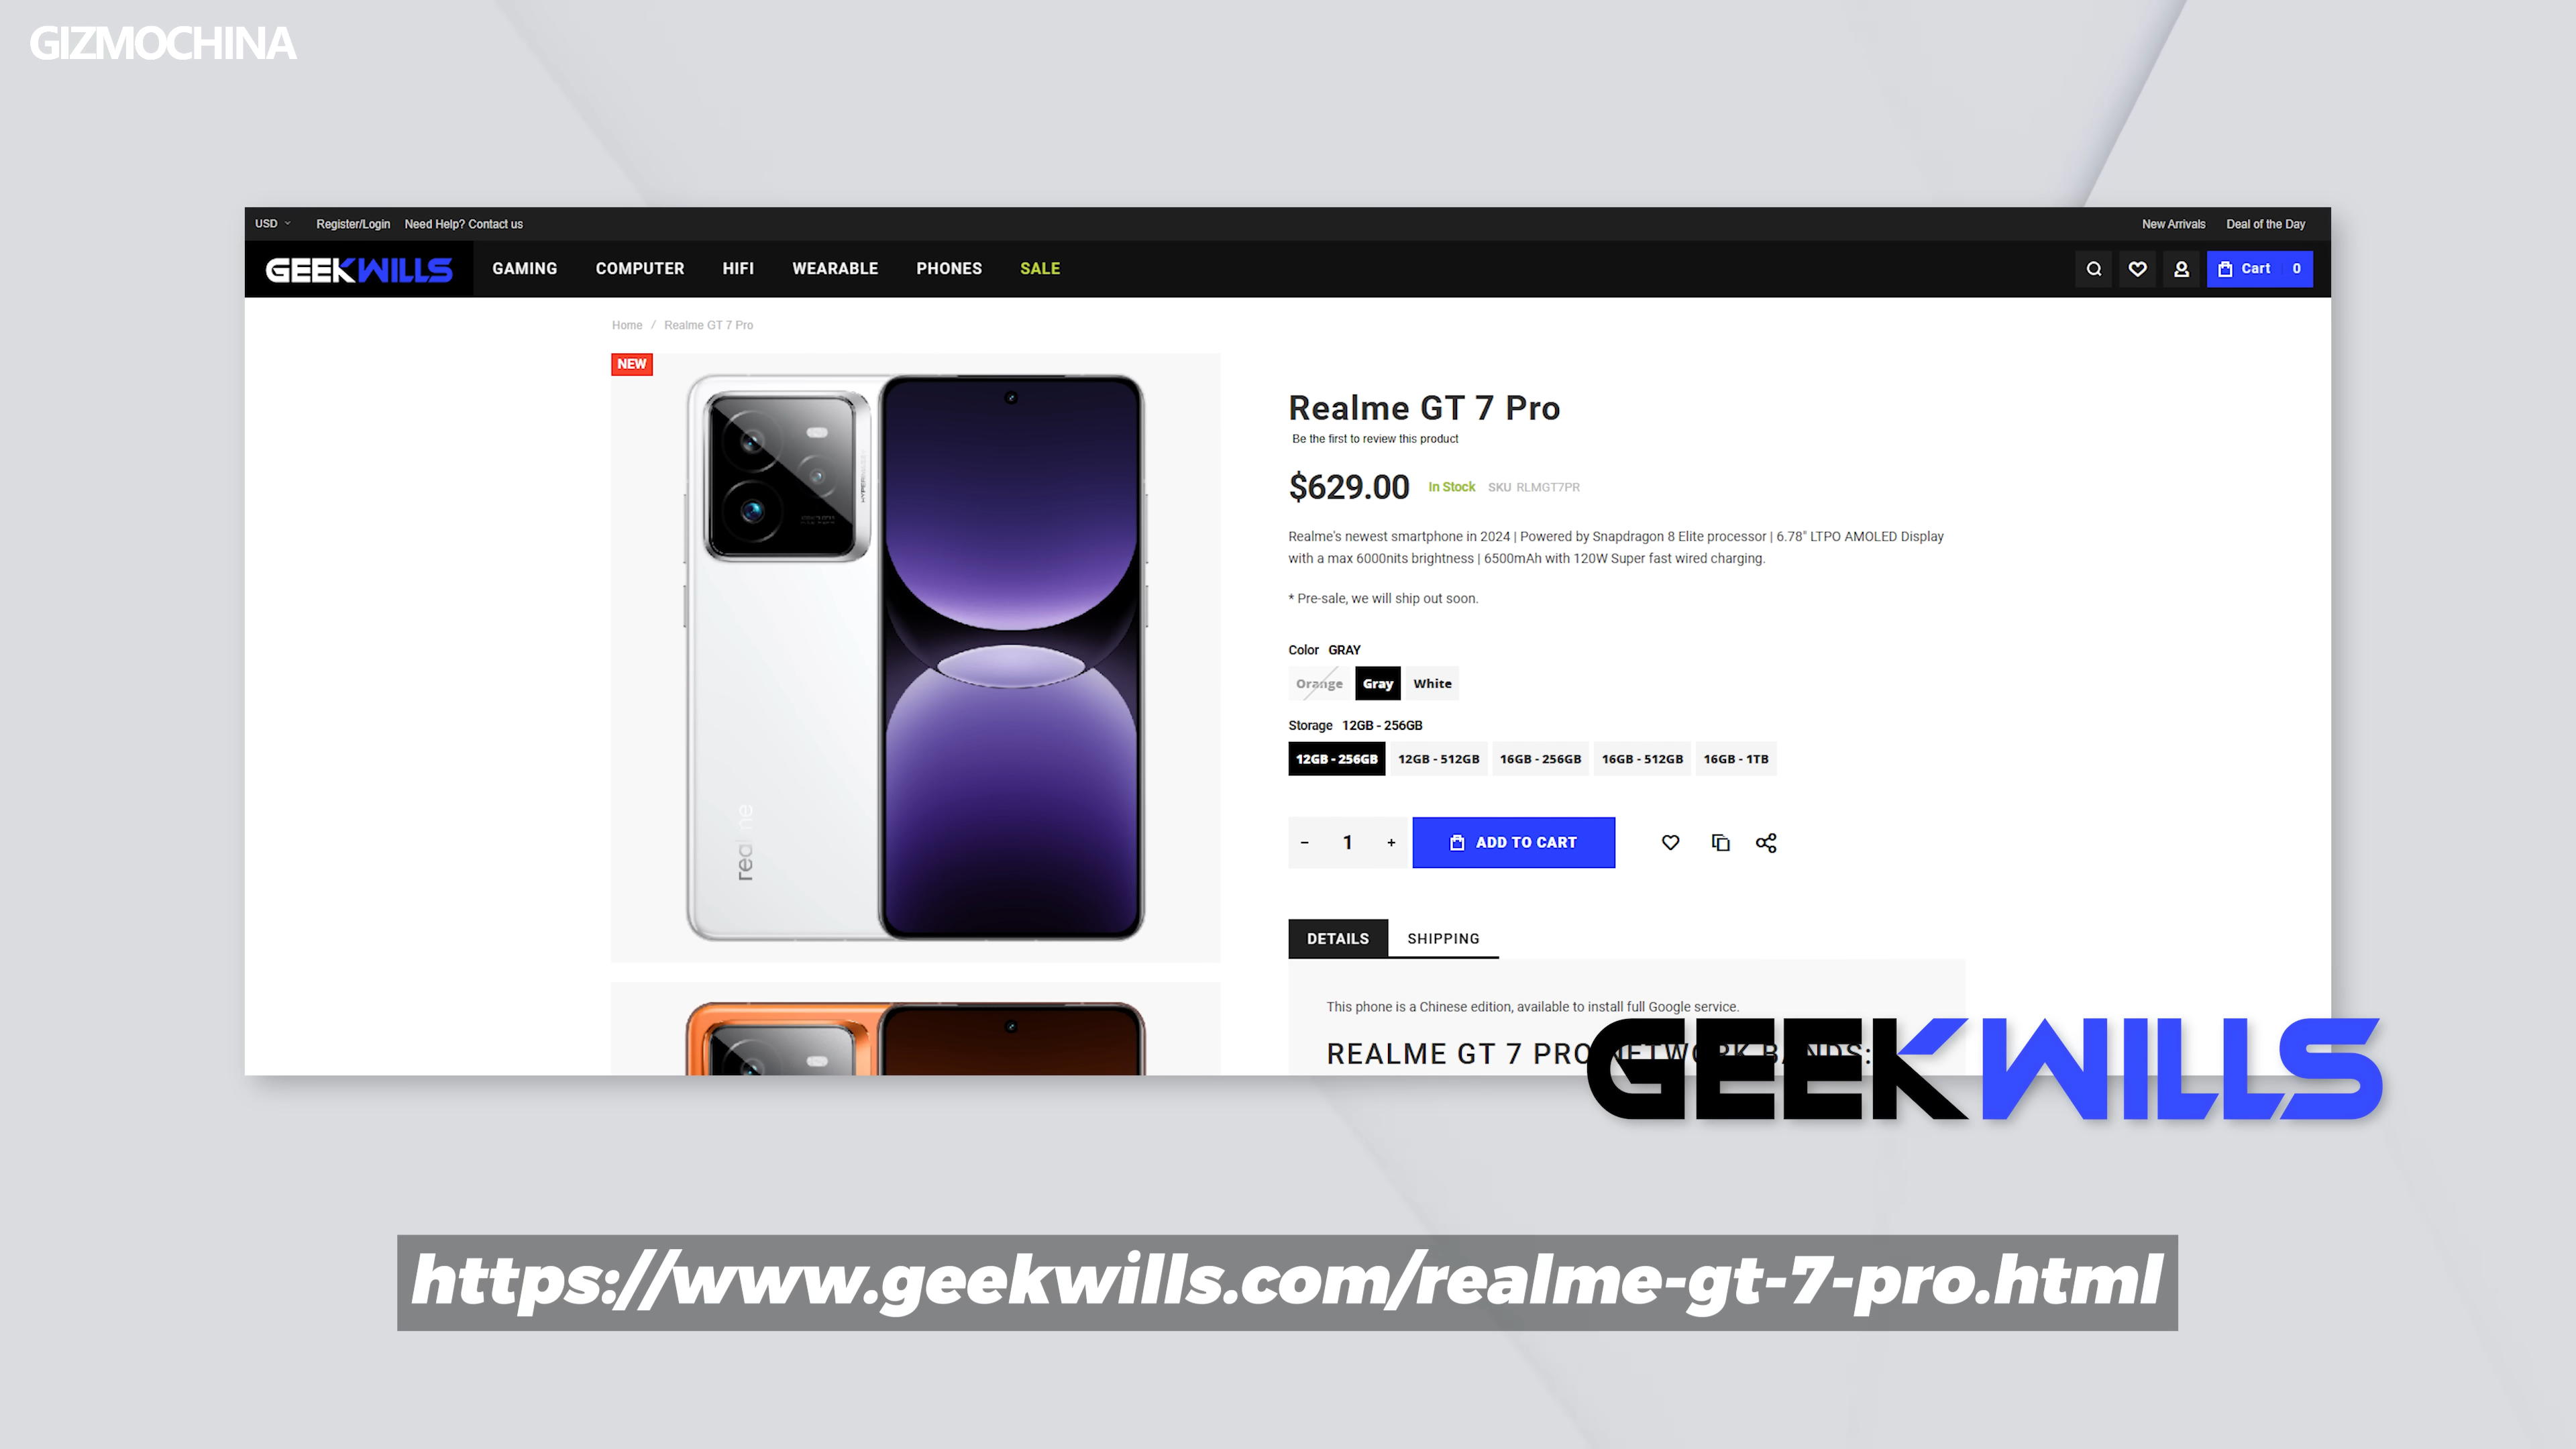 GIZMOCHINA
USD Register/Login Need Help? Contact us New Arrivals Deal of the Day
GEEKWILLS GAMING COMPUTER HIFI WEARABLE PHONES SALE Cart 0
Home / Realme GT 7 Pro
NEW
realme
Realme GT 7 Pro
Be the first to review this product
$629.00 In Stock SKU RLMGT7PR
Realme's newest smartphone in 2024 | Powered by Snapdragon 8 Elite processor | 6.78" LTPO AMOLED Display
with a max 6000nits brightness | 6500mAh with 120W Super fast wired charging.
* Pre-sale, we will ship out soon.
Color GRAY
Orange Gray White
Storage 12GB - 256GB
12GB - 256GB 12GB - 512GB 16GB - 256GB 16GB - 512GB 16GB - 1TB
- 1 + ADD TO CART
DETAILS SHIPPING
This phone is a Chinese edition, available to install full Google service.
REALME GT 7 PRO NETWORK BANDS:
GEEKWILLS
https://www.geekwills.com/realme-gt-7-pro.html